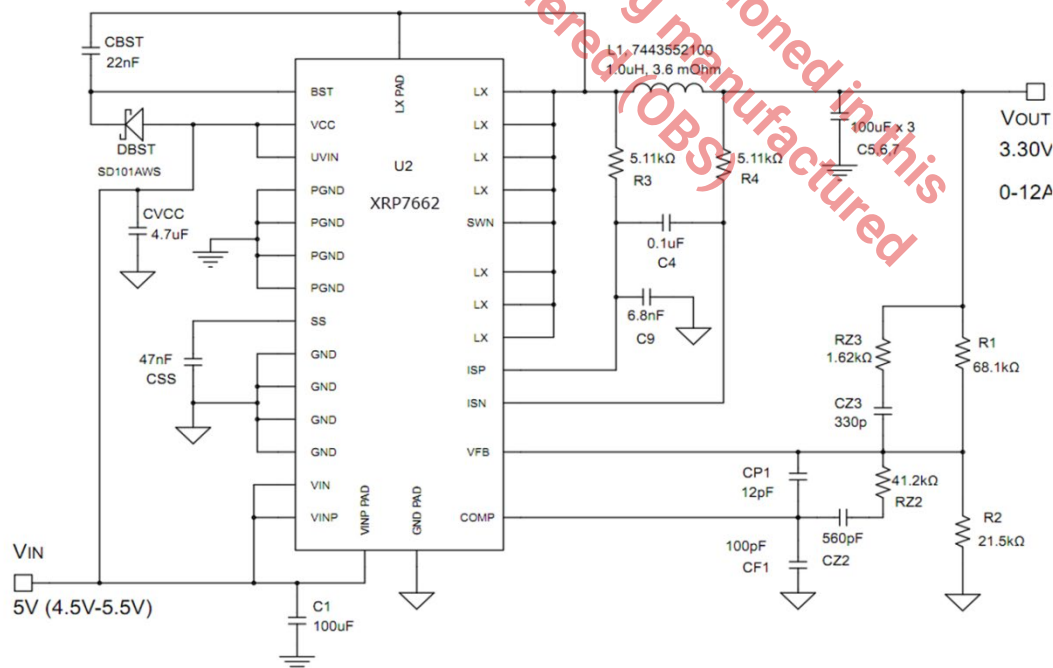 CBST
22nF
DBST
SD101AWS
CVCC
4.7uF
47nF
CSS
VIN
5V (4.5V-5.5V)
C1
100uF
BST
VCC
UVIN
PGND
PGND
PGND
PGND
SS
GND
GND
GND
GND
VIN
VINP
LX PAD
U2
XRP7662
VINP PAD
GND PAD
LX
LX
LX
LX
SWN
LX
LX
LX
ISP
ISN
VFB
COMP
L1, 7443552100
1.0uH, 3.6 mOhm
5.11kΩ
R3
5.11kΩ
R4
0.1uF
C4
6.8nF
C9
100uF x 3
C5,6,7
VOUT
3.30V
0-12A
RZ3
1.62kΩ
CZ3
330p
R1
68.1kΩ
CP1
12pF
41.2kΩ
RZ2
560pF
CZ2
100pF
CF1
R2
21.5kΩ
ioned in this
g manufactured
ered (OBS)